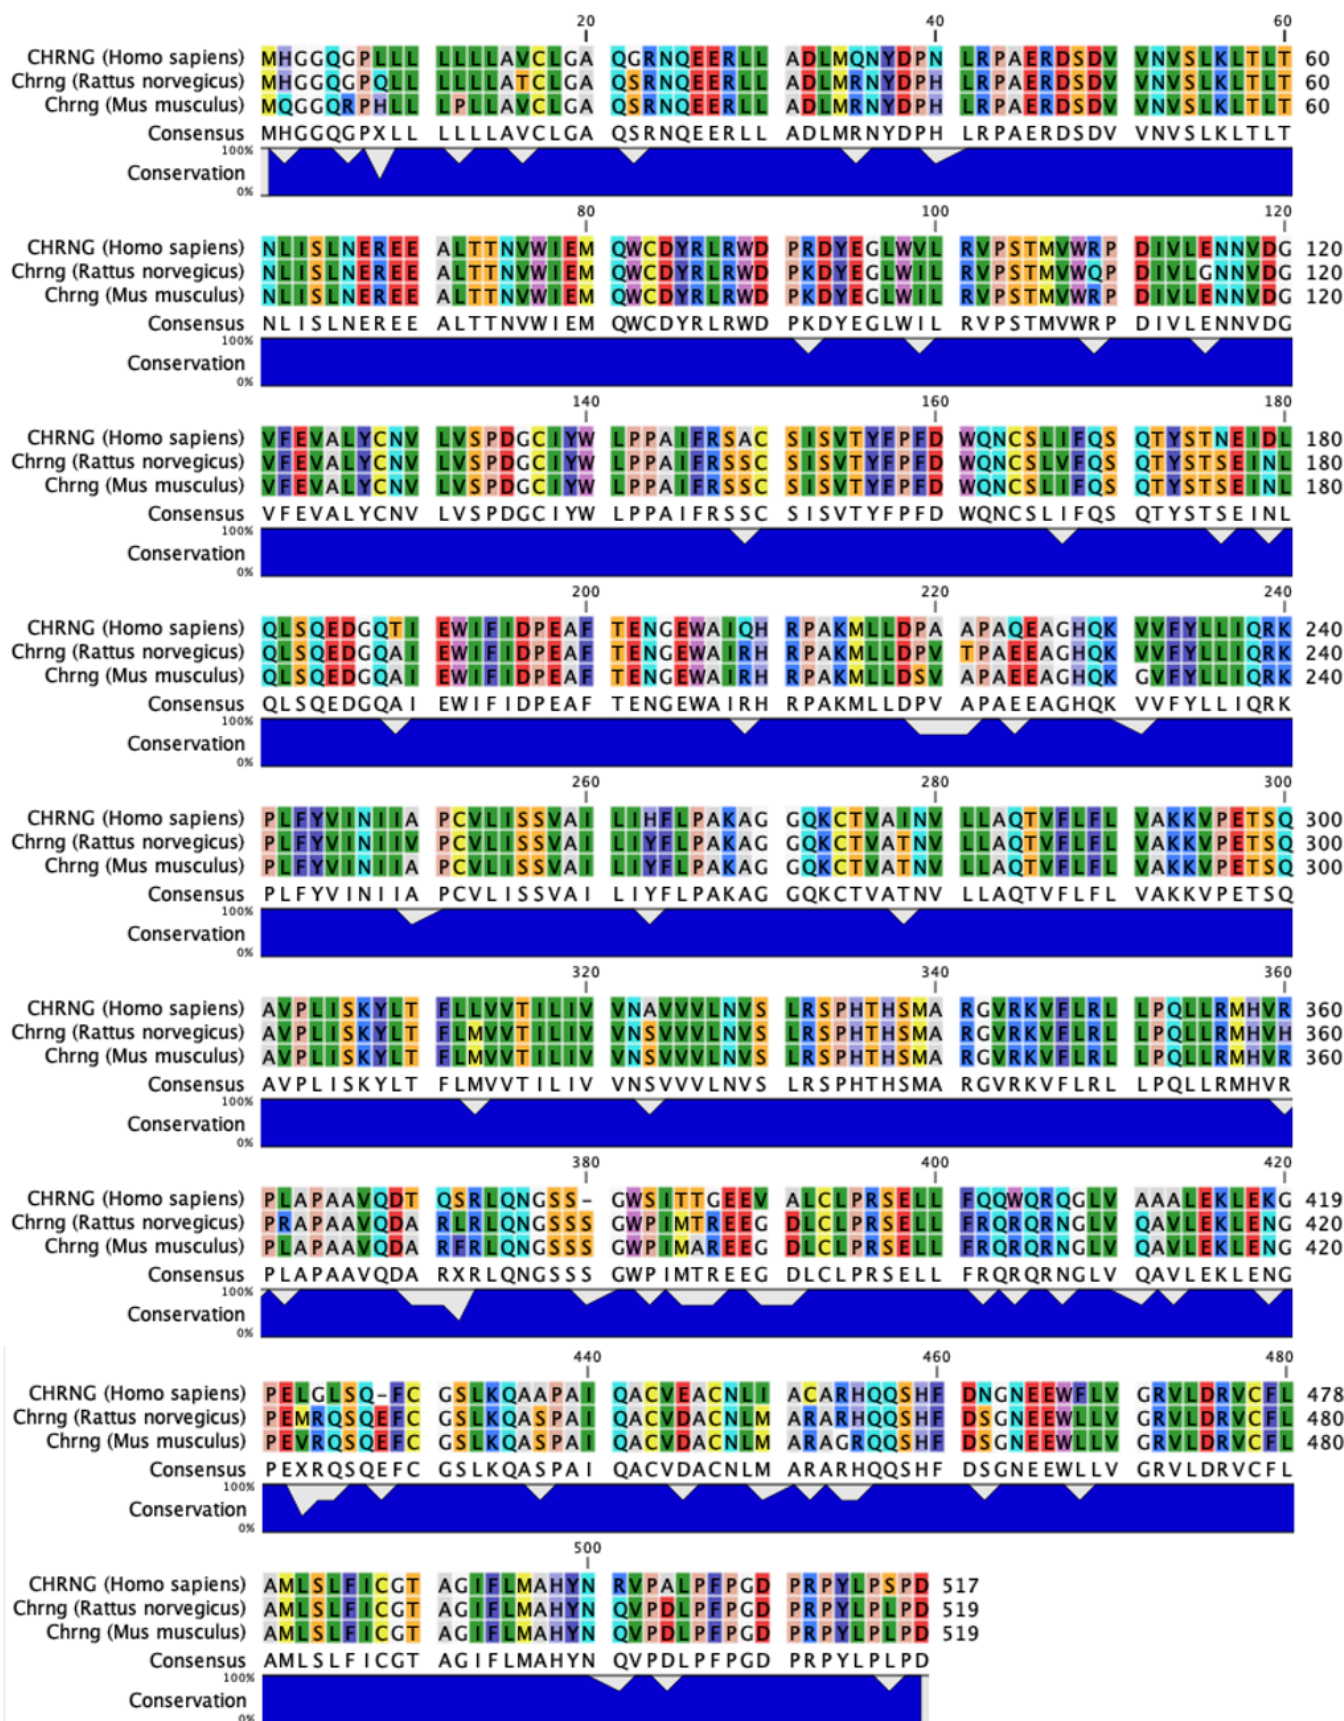 20 40 60
CHRNG (Homo sapiens) MHGGQGPLLL LLLLAVCLGA QGRNQEERLL ADLMQNYDPN LRPAERDSDV VNVSLKLTLT 60
Chrng (Rattus norvegicus) MHGGQGPQLL LLLLATCLGA QSRNQEERLL ADLMRNYDPH LRPAERDSDV VNVSLKLTLT 60
Chrng (Mus musculus) MQGGQRPHLL LPLLAVCLGA QSRNQEERLL ADLMRNYDPH LRPAERDSDV VNVSLKLTLT 60
Consensus MHGGQGPXLL LLLLAVCLGA QSRNQEERLL ADLMRNYDPH LRPAERDSDV VNVSLKLTLT
100%
Conservation
0%
80 100 120
CHRNG (Homo sapiens) NLISLNEREE ALTTNVWIEM QWCDYRLRWD PRDYEGLWVL RVPSTMVWRP DIVLENNVDG 120
Chrng (Rattus norvegicus) NLISLNEREE ALTTNVWIEM QWCDYRLRWD PKDYEGLWIL RVPSTMVWQP DIVLGNNVDG 120
Chrng (Mus musculus) NLISLNEREE ALTTNVWIEM QWCDYRLRWD PKDYEGLWIL RVPSTMVWRP DIVLENNVDG 120
Consensus NLISLNEREE ALTTNVWIEM QWCDYRLRWD PKDYEGLWIL RVPSTMVWRP DIVLENNVDG
100%
Conservation
0%
140 160 180
CHRNG (Homo sapiens) VFEVALYCNV LVSPDGCIYW LPPAIFRSAC SISVTYFPFD WQNCSLIFQS QTYSTNEIDL 180
Chrng (Rattus norvegicus) VFEVALYCNV LVSPDGCIYW LPPAIFRSSC SISVTYFPFD WQNCSLVFQS QTYSTSEINL 180
Chrng (Mus musculus) VFEVALYCNV LVSPDGCIYW LPPAIFRSSC SISVTYFPFD WQNCSLIFQS QTYSTSEINL 180
Consensus VFEVALYCNV LVSPDGCIYW LPPAIFRSSC SISVTYFPFD WQNCSLIFQS QTYSTSEINL
100%
Conservation
0%
200 220 240
CHRNG (Homo sapiens) QLSQEDGQTI EWIFIDPEAF TENGEWAIQH RPAKMLLDPA APAQEAGHQK VVFYLLIQRK 240
Chrng (Rattus norvegicus) QLSQEDGQAI EWIFIDPEAF TENGEWAIRH RPAKMLLDPV TPAEEAGHQK VVFYLLIQRK 240
Chrng (Mus musculus) QLSQEDGQAI EWIFIDPEAF TENGEWAIRH RPAKMLLDSV APAEEAGHQK GVFYLLIQRK 240
Consensus QLSQEDGQAI EWIFIDPEAF TENGEWAIRH RPAKMLLDPV APAEEAGHQK VVFYLLIQRK
100%
Conservation
0%
260 280 300
CHRNG (Homo sapiens) PLFYVINIIA PCVLISSVAI LIHFLPAKAG GQKCTVAINV LLAQTVFLFL VAKKVPETSQ 300
Chrng (Rattus norvegicus) PLFYVINIIV PCVLISSVAI LIYFLPAKAG GQKCTVATNV LLAQTVFLFL VAKKVPETSQ 300
Chrng (Mus musculus) PLFYVINIIA PCVLISSVAI LIYFLPAKAG GQKCTVATNV LLAQTVFLFL VAKKVPETSQ 300
Consensus PLFYVINIIA PCVLISSVAI LIYFLPAKAG GQKCTVATNV LLAQTVFLFL VAKKVPETSQ
100%
Conservation
0%
320 340 360
CHRNG (Homo sapiens) AVPLISKYLT FLLVVTILIV VNAVVVLNVS LRSPHTHSMA RGVRKVFLRL LPQLLRMHVR 360
Chrng (Rattus norvegicus) AVPLISKYLT FLMVVTILIV VNSVVVLNVS LRSPHTHSMA RGVRKVFLRL LPQLLRMHVH 360
Chrng (Mus musculus) AVPLISKYLT FLMVVTILIV VNSVVVLNVS LRSPHTHSMA RGVRKVFLRL LPQLLRMHVR 360
Consensus AVPLISKYLT FLMVVTILIV VNSVVVLNVS LRSPHTHSMA RGVRKVFLRL LPQLLRMHVR
100%
Conservation
0%
380 400 420
CHRNG (Homo sapiens) PLAPAAVQDT QSRLQNGSS- GWSITTGEEV ALCLPRSELL FQQWQRQGLV AAALEKLEKG 419
Chrng (Rattus norvegicus) PRAPAAVQDA RLRLQNGSSS GWPIMTREEG DLCLPRSELL FRQRQRNGLV QAVLEKLENG 420
Chrng (Mus musculus) PLAPAAVQDA RFRLQNGSSS GWPIMAREEG DLCLPRSELL FRQRQRNGLV QAVLEKLENG 420
Consensus PLAPAAVQDA RXRLQNGSSS GWPIMTREEG DLCLPRSELL FRQRQRNGLV QAVLEKLENG
100%
Conservation
0%
440 460 480
CHRNG (Homo sapiens) PELGLSQ-FC GSLKQAAPAI QACVEACNLI ACARHQQSHF DNGNEEWFLV GRVLDRVCFL 478
Chrng (Rattus norvegicus) PEMRQSQEFC GSLKQASPAI QACVDACNLM ARARHQQSHF DSGNEEWLLV GRVLDRVCFL 480
Chrng (Mus musculus) PEVRQSQEFC GSLKQASPAI QACVDACNLM ARAGRQQSHF DSGNEEWLLV GRVLDRVCFL 480
Consensus PEXRQSQEFC GSLKQASPAI QACVDACNLM ARARHQQSHF DSGNEEWLLV GRVLDRVCFL
100%
Conservation
0%
500
CHRNG (Homo sapiens) AMLSLFICGT AGIFLMAHYN RVPALPFPGD PRPYLPSPD 517
Chrng (Rattus norvegicus) AMLSLFICGT AGIFLMAHYN QVPDLPFPGD PRPYLPLPD 519
Chrng (Mus musculus) AMLSLFICGT AGIFLMAHYN QVPDLPFPGD PRPYLPLPD 519
Consensus AMLSLFICGT AGIFLMAHYN QVPDLPFPGD PRPYLPLPD
100%
Conservation
0%